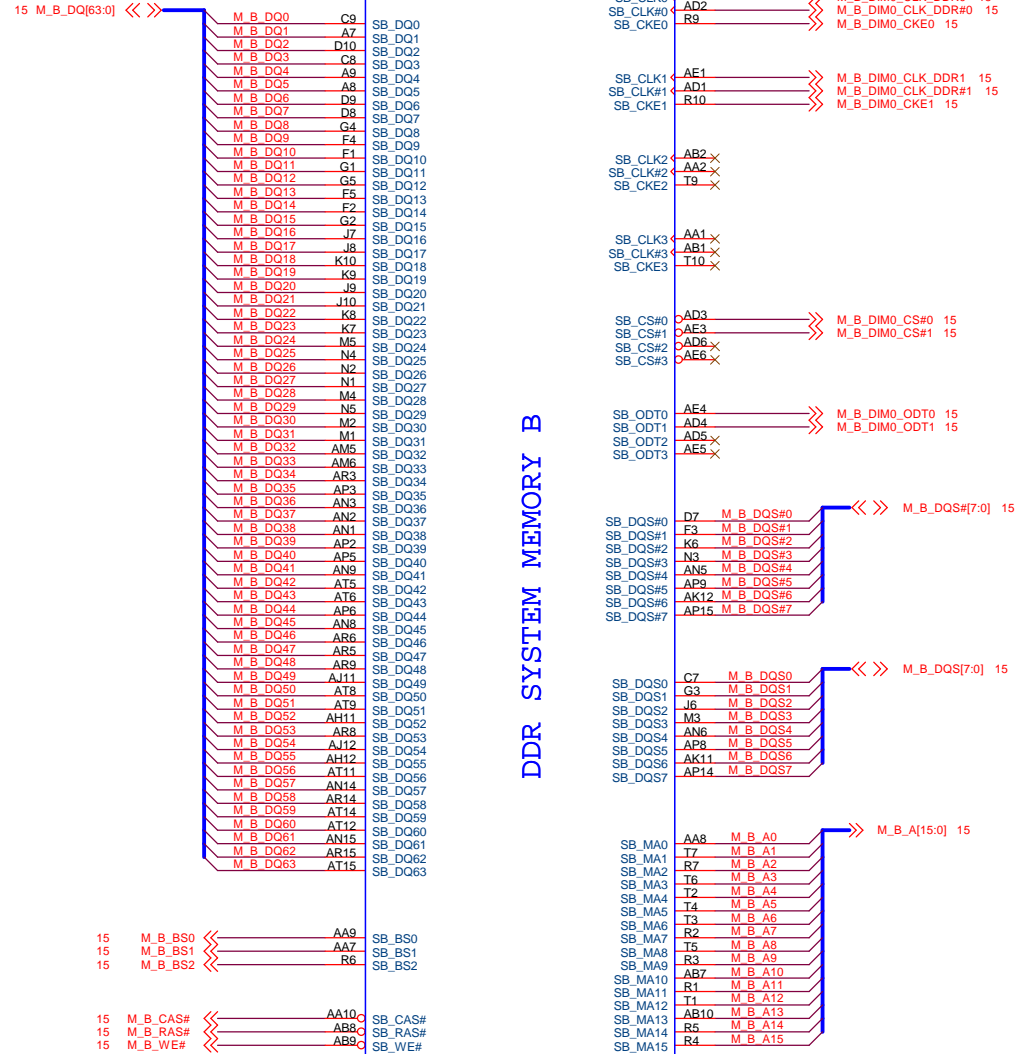 15 M_B_DQ[63:0]
M_B_DQ0 C9 SB_DQ0
M_B_DQ1 A7 SB_DQ1
M_B_DQ2 D10 SB_DQ2
M_B_DQ3 C8 SB_DQ3
M_B_DQ4 A9 SB_DQ4
M_B_DQ5 A8 SB_DQ5
M_B_DQ6 D9 SB_DQ6
M_B_DQ7 D8 SB_DQ7
M_B_DQ8 G4 SB_DQ8
M_B_DQ9 F4 SB_DQ9
M_B_DQ10 F1 SB_DQ10
M_B_DQ11 G1 SB_DQ11
M_B_DQ12 G5 SB_DQ12
M_B_DQ13 F5 SB_DQ13
M_B_DQ14 F2 SB_DQ14
M_B_DQ15 G2 SB_DQ15
M_B_DQ16 J7 SB_DQ16
M_B_DQ17 J8 SB_DQ17
M_B_DQ18 K10 SB_DQ18
M_B_DQ19 K9 SB_DQ19
M_B_DQ20 J9 SB_DQ20
M_B_DQ21 J10 SB_DQ21
M_B_DQ22 K8 SB_DQ22
M_B_DQ23 K7 SB_DQ23
M_B_DQ24 M5 SB_DQ24
M_B_DQ25 N4 SB_DQ25
M_B_DQ26 N2 SB_DQ26
M_B_DQ27 N1 SB_DQ27
M_B_DQ28 M4 SB_DQ28
M_B_DQ29 N5 SB_DQ29
M_B_DQ30 M2 SB_DQ30
M_B_DQ31 M1 SB_DQ31
M_B_DQ32 AM5 SB_DQ32
M_B_DQ33 AM6 SB_DQ33
M_B_DQ34 AR3 SB_DQ34
M_B_DQ35 AP3 SB_DQ35
M_B_DQ36 AN3 SB_DQ36
M_B_DQ37 AN2 SB_DQ37
M_B_DQ38 AN1 SB_DQ38
M_B_DQ39 AP2 SB_DQ39
M_B_DQ40 AP5 SB_DQ40
M_B_DQ41 AN9 SB_DQ41
M_B_DQ42 AT5 SB_DQ42
M_B_DQ43 AT6 SB_DQ43
M_B_DQ44 AP6 SB_DQ44
M_B_DQ45 AN8 SB_DQ45
M_B_DQ46 AR6 SB_DQ46
M_B_DQ47 AR5 SB_DQ47
M_B_DQ48 AR9 SB_DQ48
M_B_DQ49 AJ11 SB_DQ49
M_B_DQ50 AT8 SB_DQ50
M_B_DQ51 AT9 SB_DQ51
M_B_DQ52 AH11 SB_DQ52
M_B_DQ53 AR8 SB_DQ53
M_B_DQ54 AJ12 SB_DQ54
M_B_DQ55 AH12 SB_DQ55
M_B_DQ56 AT11 SB_DQ56
M_B_DQ57 AN14 SB_DQ57
M_B_DQ58 AR14 SB_DQ58
M_B_DQ59 AT14 SB_DQ59
M_B_DQ60 AT12 SB_DQ60
M_B_DQ61 AN15 SB_DQ61
M_B_DQ62 AR15 SB_DQ62
M_B_DQ63 AT15 SB_DQ63
15 M_B_BS0 AA9 SB_BS0
15 M_B_BS1 AA7 SB_BS1
15 M_B_BS2 R6 SB_BS2
15 M_B_CAS# AA10 SB_CAS#
15 M_B_RAS# AB8 SB_RAS#
15 M_B_WE# AB9 SB_WE#
DDR SYSTEM MEMORY B
SB_CLK#0 AD2 M_B_DIM0_CLK_DDR#0 15
SB_CKE0 R9 M_B_DIM0_CKE0 15
SB_CLK1 AE1 M_B_DIM0_CLK_DDR1 15
SB_CLK#1 AD1 M_B_DIM0_CLK_DDR#1 15
SB_CKE1 R10 M_B_DIM0_CKE1 15
SB_CLK2 AB2
SB_CLK#2 AA2
SB_CKE2 T9
SB_CLK3 AA1
SB_CLK#3 AB1
SB_CKE3 T10
SB_CS#0 AD3 M_B_DIM0_CS#0 15
SB_CS#1 AE3 M_B_DIM0_CS#1 15
SB_CS#2 AD6
SB_CS#3 AE6
SB_ODT0 AE4 M_B_DIM0_ODT0 15
SB_ODT1 AD4 M_B_DIM0_ODT1 15
SB_ODT2 AD5
SB_ODT3 AE5
M_B_DQS#[7:0] 15
SB_DQS#0 D7 M_B_DQS#0
SB_DQS#1 F3 M_B_DQS#1
SB_DQS#2 K6 M_B_DQS#2
SB_DQS#3 N3 M_B_DQS#3
SB_DQS#4 AN5 M_B_DQS#4
SB_DQS#5 AP9 M_B_DQS#5
SB_DQS#6 AK12 M_B_DQS#6
SB_DQS#7 AP15 M_B_DQS#7
M_B_DQS[7:0] 15
SB_DQS0 C7 M_B_DQS0
SB_DQS1 G3 M_B_DQS1
SB_DQS2 J6 M_B_DQS2
SB_DQS3 M3 M_B_DQS3
SB_DQS4 AN6 M_B_DQS4
SB_DQS5 AP8 M_B_DQS5
SB_DQS6 AK11 M_B_DQS6
SB_DQS7 AP14 M_B_DQS7
M_B_A[15:0] 15
SB_MA0 AA8 M_B_A0
SB_MA1 T7 M_B_A1
SB_MA2 R7 M_B_A2
SB_MA3 T6 M_B_A3
SB_MA4 T2 M_B_A4
SB_MA5 T4 M_B_A5
SB_MA6 T3 M_B_A6
SB_MA7 R2 M_B_A7
SB_MA8 T5 M_B_A8
SB_MA9 R3 M_B_A9
SB_MA10 AB7 M_B_A10
SB_MA11 R1 M_B_A11
SB_MA12 T1 M_B_A12
SB_MA13 AB10 M_B_A13
SB_MA14 R5 M_B_A14
SB_MA15 R4 M_B_A15